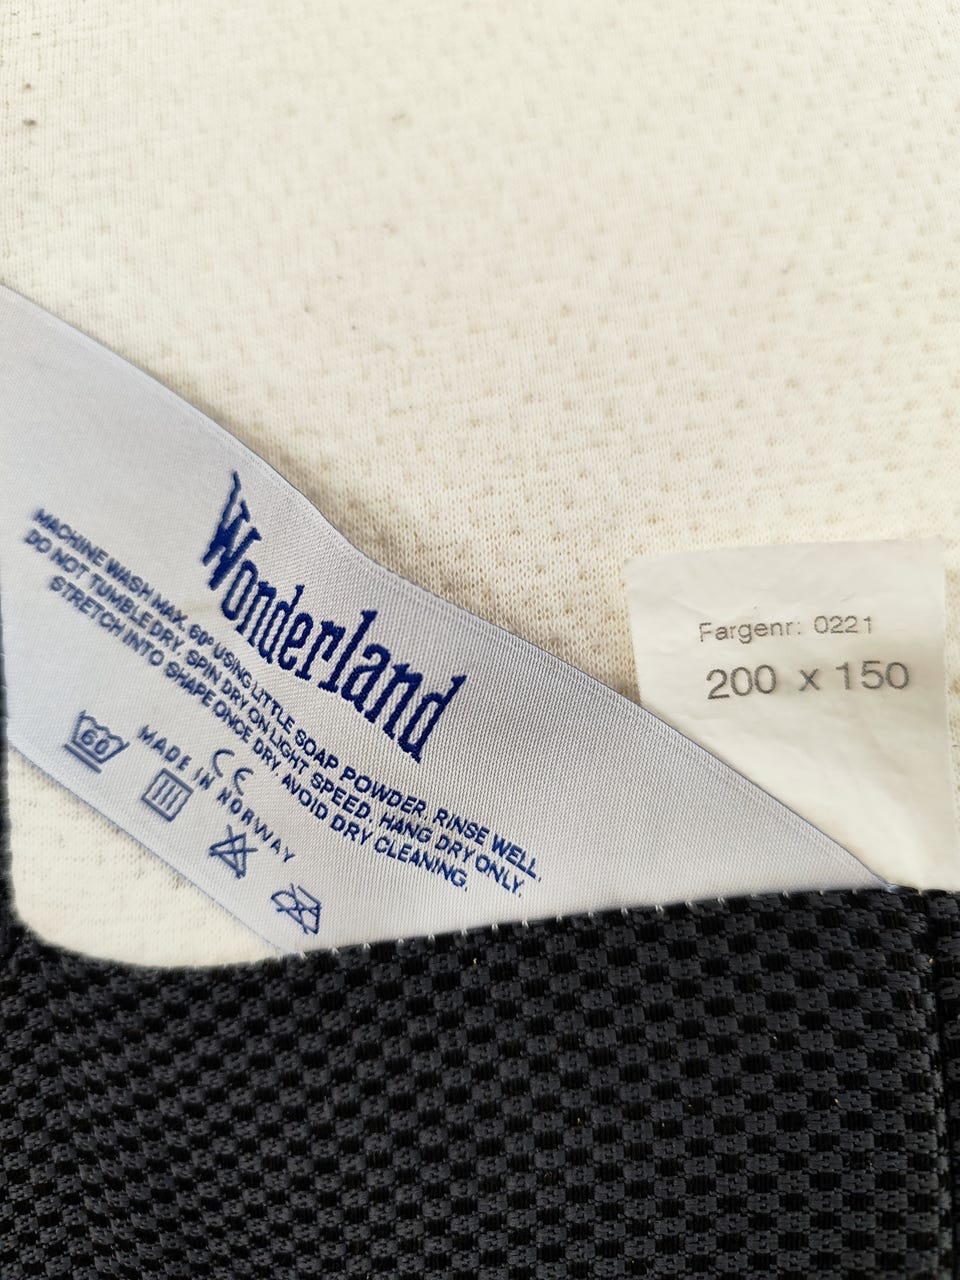 Wonderland
MACHINE WASH MAX. 60° USING LITTLE SOAP POWDER. RINSE WELL.
DO NOT TUMBLE DRY. SPIN DRY ON LIGHT SPEED. HANG DRY ONLY.
STRETCH INTO SHAPE ONCE DRY. AVOID DRY CLEANING.
CE
MADE IN NORWAY
60
Fargenr: 0221
200 x 150